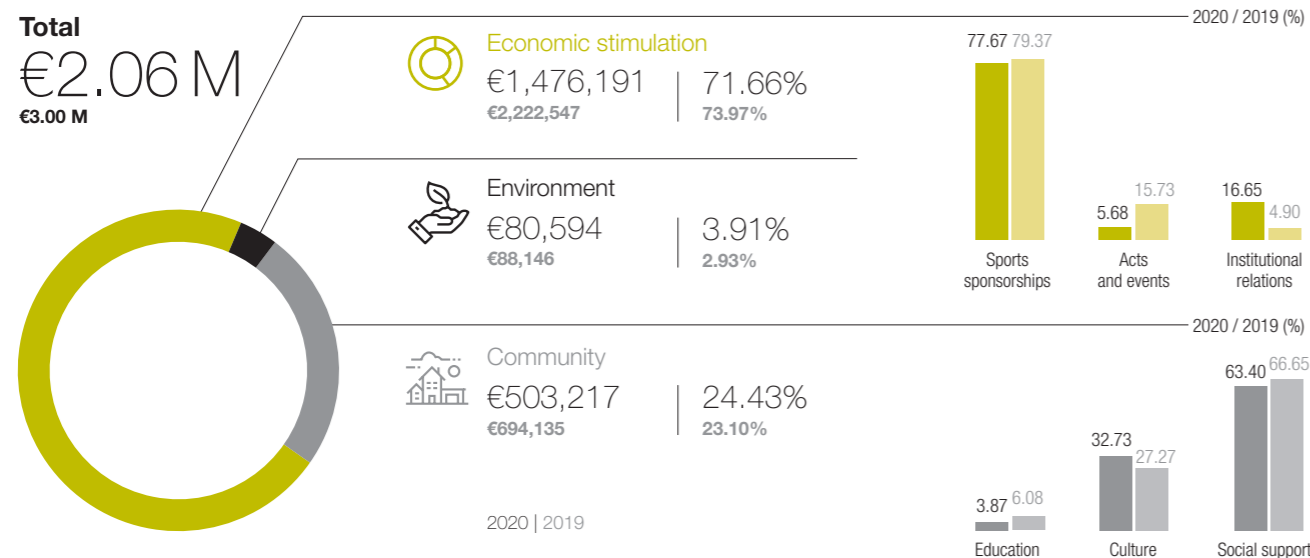 Total
€2.06 M
€3.00 M
Economic stimulation
€1,476,191 71.66%
€2,222,547 73.97%
2020 / 2019 (%)
77.67 79.37
5.68 15.73
16.65 4.90
Sports
sponsorships
Acts
and events
Institutional
relations
Environment
€80,594 3.91%
€88,146 2.93%
Community
€503,217 24.43%
€694,135 23.10%
2020 / 2019 (%)
3.87 6.08
32.73 27.27
63.40 66.65
Education
Culture
Social support
2020 | 2019